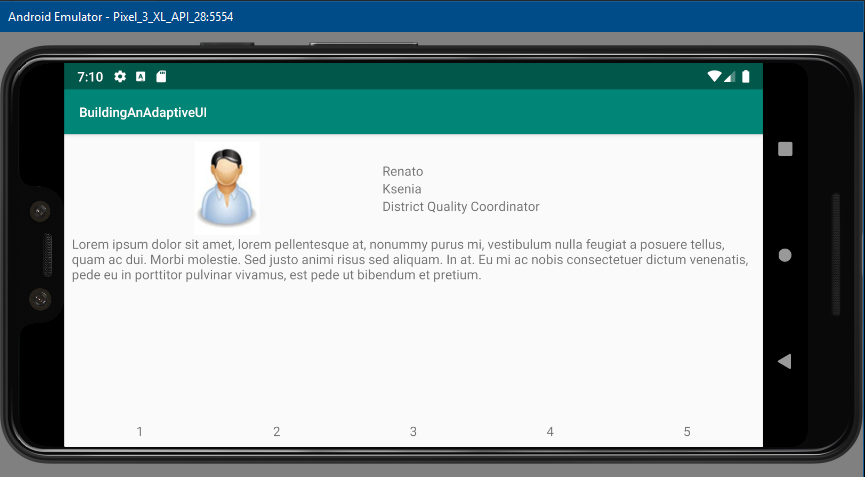 Android Emulator - Pixel_3_XL_API_28:5554
7:10 A
BuildingAnAdaptiveUI
Renato
Ksenia
District Quality Coordinator
Lorem ipsum dolor sit amet, lorem pellentesque at, nonummy purus mi, vestibulum nulla feugiat a posuere tellus,
quam ac dui. Morbi molestie. Sed justo animi risus sed aliquam. In at. Eu mi ac nobis consectetuer dictum venenatis,
pede eu in porttitor pulvinar vivamus, est pede ut bibendum et pretium.
1 2 3 4 5